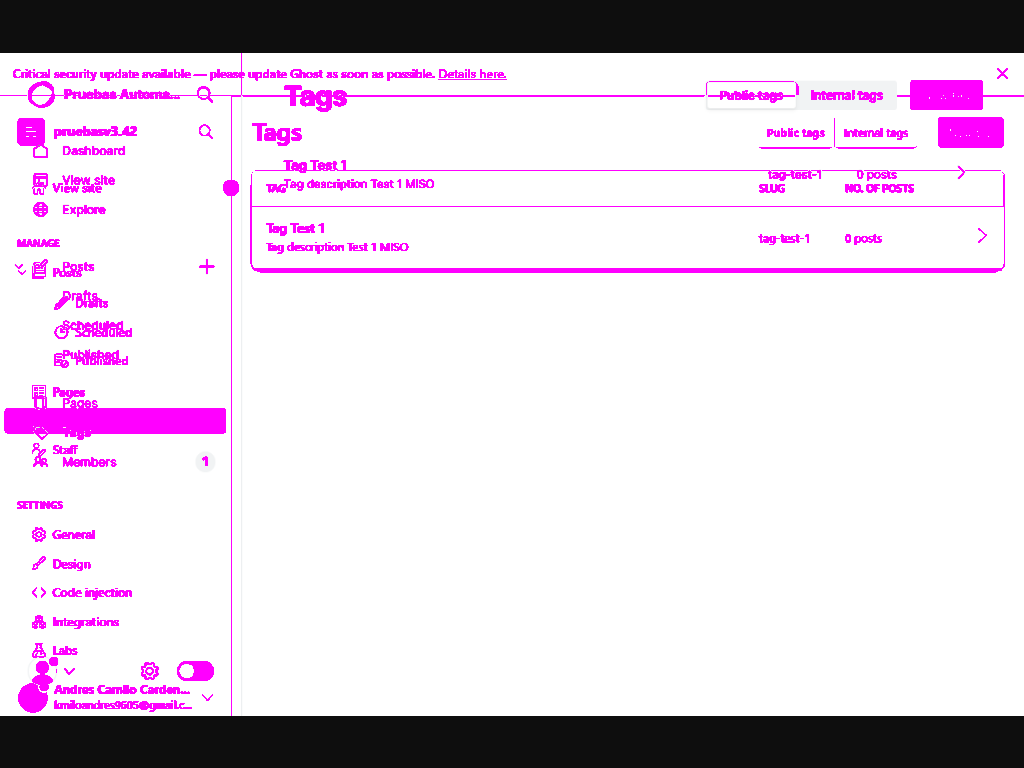 Critical security update available — please update Ghost as soon as possible. Details here.
Pruebas Automa...
Tags
Public tags
Internal tags
pruebasv3.42
Tags
Public tags
Internal tags
Dashboard
View site
View site
Explore
Tag Test 1
Tag description Test 1 MISO
tag-test-1
0 posts
TAG
SLUG
NO. OF POSTS
Tag Test 1
Tag description Test 1 MISO
tag-test-1
0 posts
MANAGE
Posts
Posts
Drafts
Drafts
Scheduled
Scheduled
Published
Published
Pages
Pages
Tags
Staff
Members
1
SETTINGS
General
Design
Code injection
Integrations
Labs
Andres Camilo Carden...
kmiloandres9605@gmail.c...